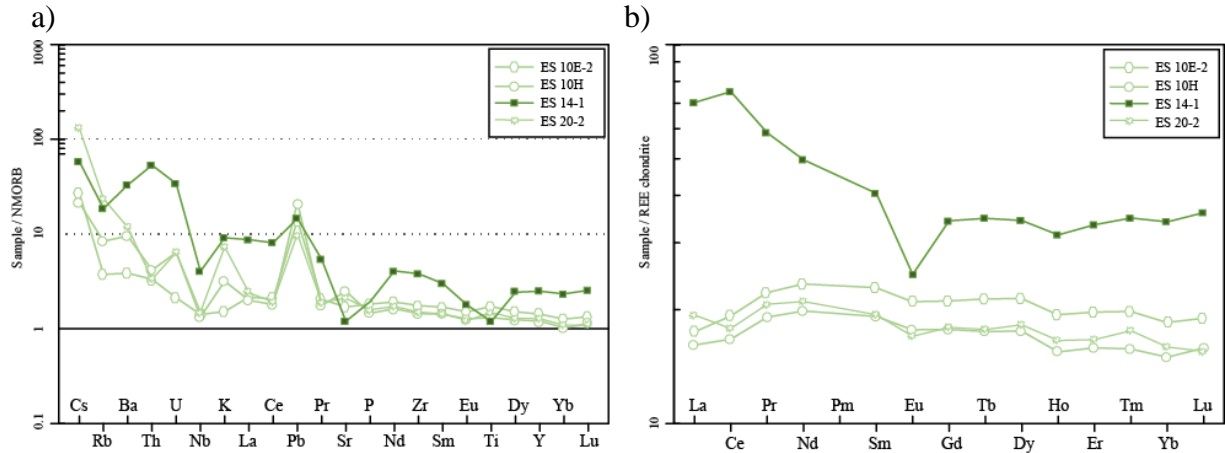 a)
1000
100
10
1
0.1
Sample / NMORB
ES 10E-2
ES 10H
ES 14-1
ES 20-2
Cs Ba U K Ce Pr P Zr Eu Dy Yb
Rb Th Nb La Pb Sr Nd Sm Ti Y Lu
b)
100
10
Sample / REE chondrite
ES 10E-2
ES 10H
ES 14-1
ES 20-2
La Pr Pm Eu Tb Ho Tm Lu
Ce Nd Sm Gd Dy Er Yb